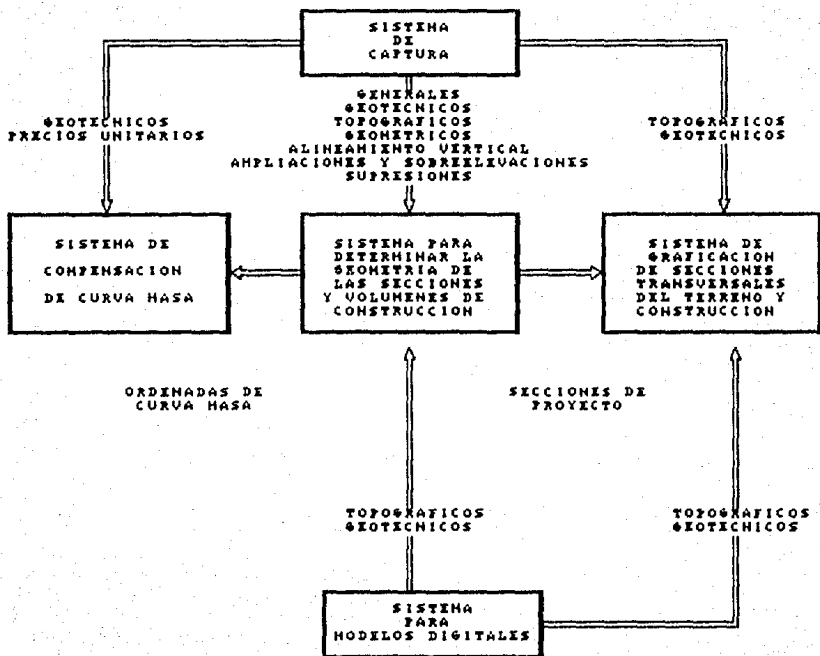 SISTEMA
DE
CAPTURA
GEOTECNICOS
PRECIOS UNITARIOS
GENERALES
GEOTECNICOS
TOPOGRAFICOS
GEOMETRICOS
ALINEAMIENTO VERTICAL
AMPLIACIONES Y SOBREELEVACIONES
SUPRESIONES
TOPOGRAFICOS
GEOTECNICOS
SISTEMA DE
COMPENSACION
DE CURVA MASA
SISTEMA PARA
DETERMINAR LA
GEOMETRIA DE
LAS SECCIONES
Y VOLUMENES DE
CONSTRUCCION
SISTEMA DE
GRAFICACION
DE SECCIONES
TRANSVERSALES
DEL TERRENO Y
CONSTRUCCION
ORDENADAS DE
CURVA MASA
SECCIONES DE
PROYECTO
TOPOGRAFICOS
GEOTECNICOS
TOPOGRAFICOS
GEOTECNICOS
SISTEMA
PARA
MODELOS DIGITALES